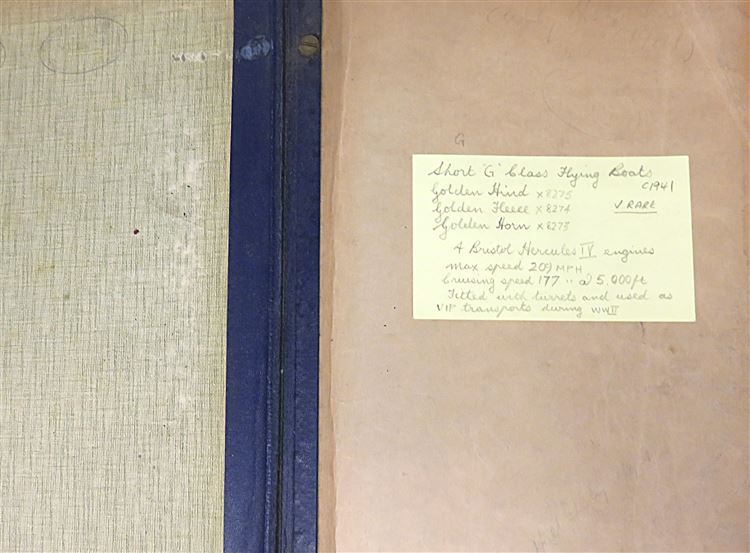 G
Short 'G' Class Flying Boats
C1941
Golden Hind X8275
Golden Fleece X8274
V. RARE
Golden Horn X8273
4 Bristol Hercules IV engines
max speed 209 MPH
Cruising speed 177 " @ 5,000ft
Fitted with turrets and used as
VIP transports during WWII